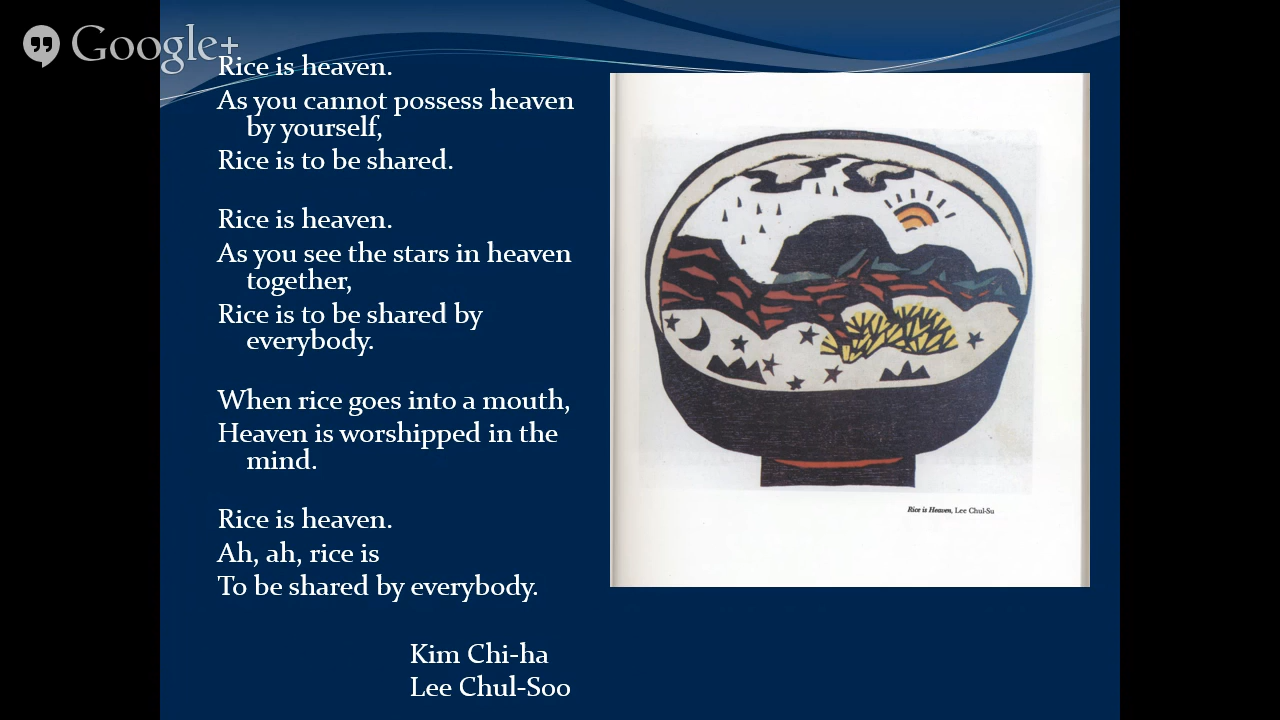 Google+
Rice is heaven.
As you cannot possess heaven
by yourself,
Rice is to be shared.
Rice is heaven.
As you see the stars in heaven
together,
Rice is to be shared by
everybody.
When rice goes into a mouth,
Heaven is worshipped in the
mind.
Rice is heaven.
Ah, ah, rice is
To be shared by everybody.
Kim Chi-ha
Lee Chul-Soo
Rice is Heaven, Lee Chul-Su